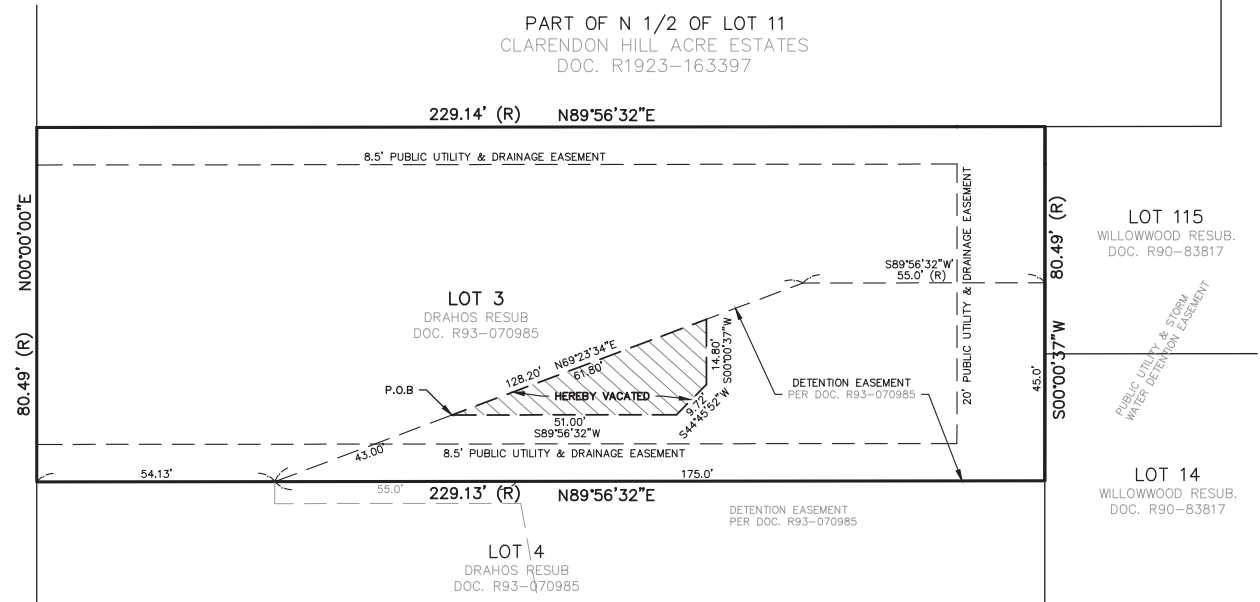 PART OF N 1/2 OF LOT 11
CLARENDON HILL ACRE ESTATES
DOC. R1923-163397
229.14' (R) N89°56'32"E
8.5' PUBLIC UTILITY & DRAINAGE EASEMENT
N00°00'00"E
80.49' (R)
LOT 3
DRAHOS RESUB
DOC. R93-070985
S89°56'32"W
55.0' (R)
20' PUBLIC UTILITY & DRAINAGE EASEMENT
80.49' (R)
S00°00'37"W
45.0'
LOT 115
WILLOWWOOD RESUB.
DOC. R90-83817
PUBLIC UTILITY & STORM
WATER DETENTION EASEMENT
128.20' N69°23'34"E
61.80'
14.80'
S00°00'37"W
P.O.B
HEREBY VACATED
9.72'
S44°45'52"W
51.00'
S89°56'32"W
DETENTION EASEMENT
PER DOC. R93-070985
43.00'
8.5' PUBLIC UTILITY & DRAINAGE EASEMENT
54.13'
175.0'
55.0'
229.13' (R) N89°56'32"E
DETENTION EASEMENT
PER DOC. R93-070985
LOT 14
WILLOWWOOD RESUB.
DOC. R90-83817
LOT 4
DRAHOS RESUB
DOC. R93-070985